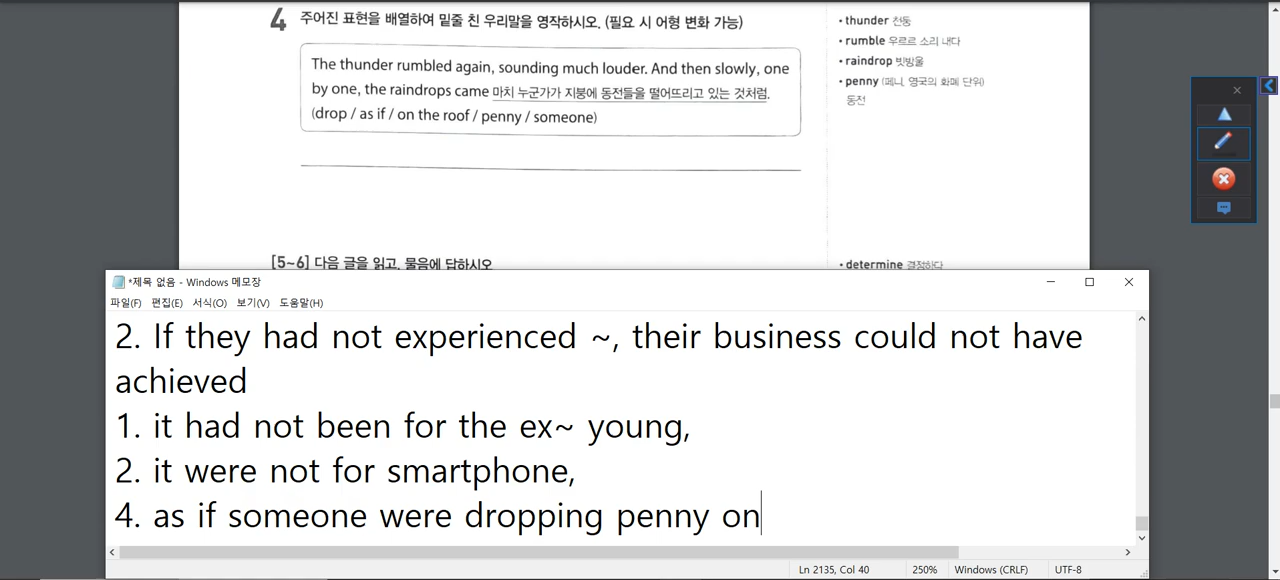 4 주어진 표현을 배열하여 밑줄 친 우리말을 영작하시오. (필요 시 어형 변화 가능)
The thunder rumbled again, sounding much louder. And then slowly, one
by one, the raindrops came 마치 누군가가 지붕에 동전들을 떨어뜨리고 있는 것처럼.
(drop / as if / on the roof / penny / someone)
• thunder 천둥
• rumble 우르르 소리 내다
• raindrop 빗방울
• penny (페니, 영국의 화폐 단위)
동전
[5~6] 다음 글을 읽고, 물음에 답하시오
• determine 결정하다
*제목 없음 - Windows 메모장
파일(F) 편집(E) 서식(O) 보기(V) 도움말(H)
2. If they had not experienced ~, their business could not have
achieved
1. it had not been for the ex~ young,
2. it were not for smartphone,
4. as if someone were dropping penny on
Ln 2135, Col 40 250% Windows (CRLF) UTF-8